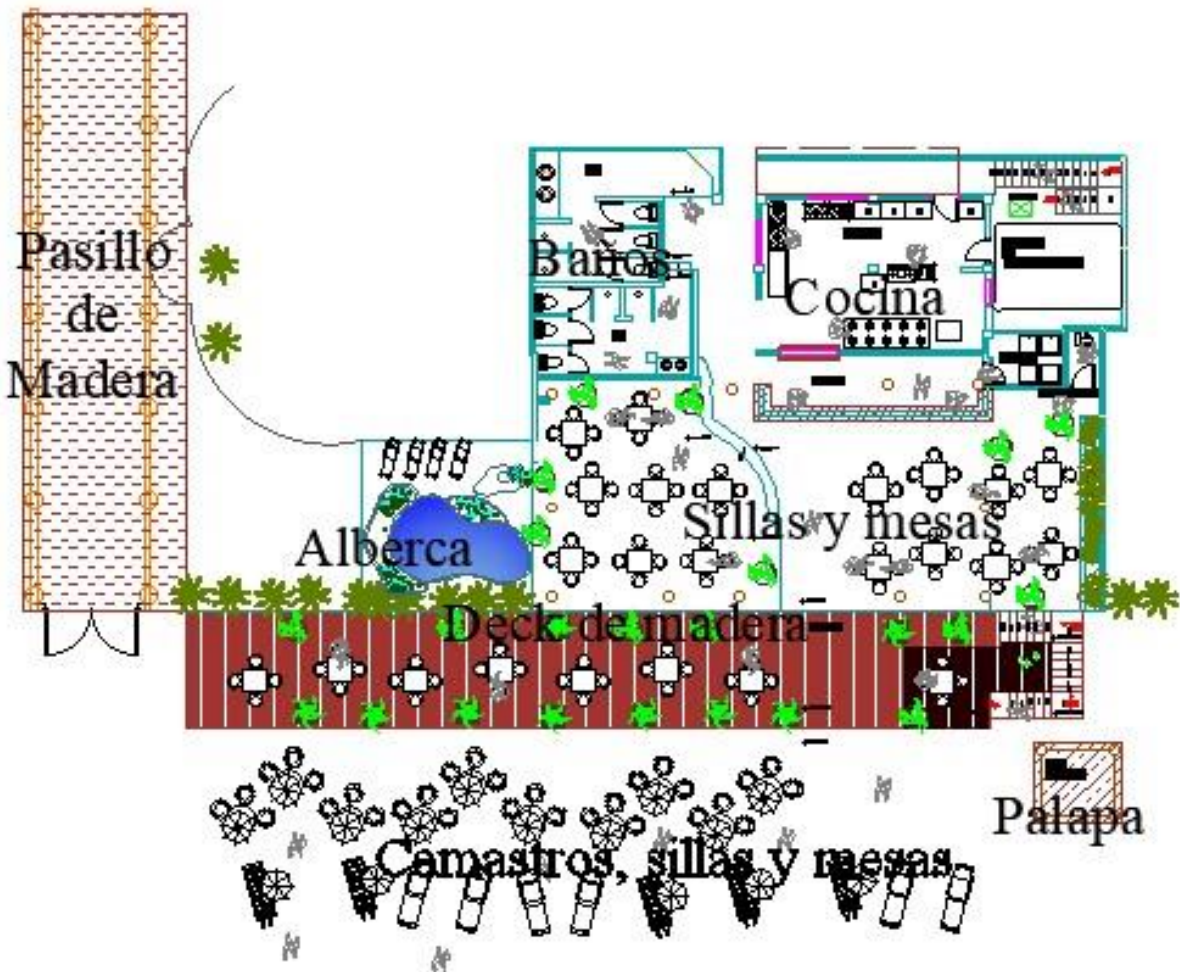 Pasillo
de
Madera
Baños
Cocina
Sillas y mesas
Alberca
Deck de madera
Palapa
Camastros, sillas y mesas